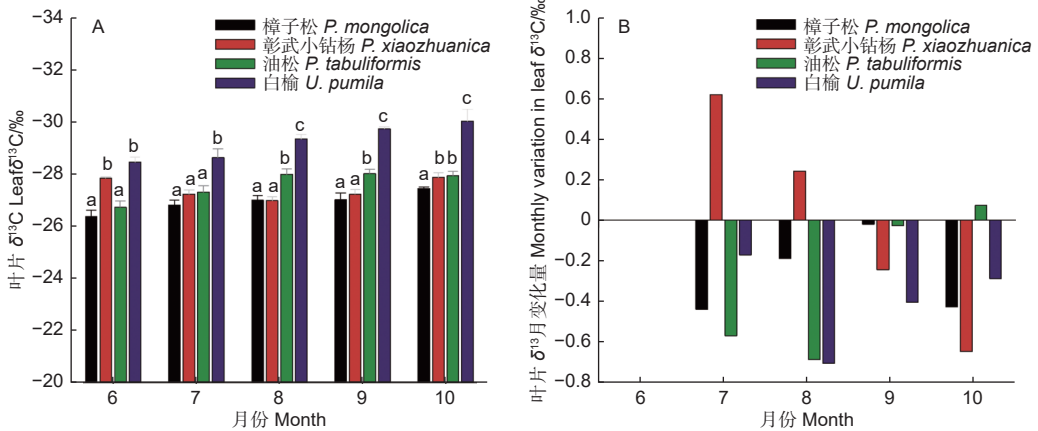 A
樟子松 P. mongolica
彰武小钻杨 P. xiaozhuanica
油松 P. tabuliformis
白榆 U. pumila
叶片 δ¹³C Leafδ¹³C/‰
−34
−32
−30
−28
−26
−24
−22
−20
a b a b
a a a b
a a b c
a a b c
a b b c
6 7 8 9 10
月份 Month
B
樟子松 P. mongolica
彰武小钻杨 P. xiaozhuanica
油松 P. tabuliformis
白榆 U. pumila
叶片 δ¹³月变化量 Monthly variation in leaf δ¹³C/‰
1.0
0.8
0.6
0.4
0.2
0
−0.2
−0.4
−0.6
−0.8
6 7 8 9 10
月份 Month